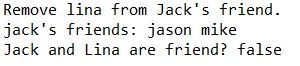 Remove lina from Jack's friend.
jack's friends: jason mike
Jack and Lina are friend? false